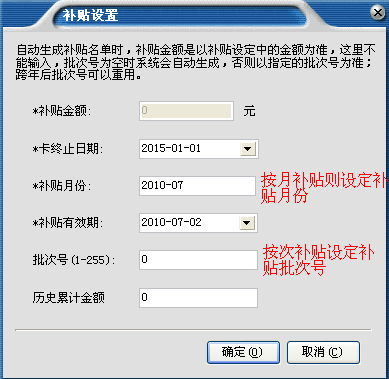 补贴设置
自动生成补贴名单时，补贴金额是以补贴设定中的金额为准，这里不
能输入，批次号为空时系统会自动生成，否则以指定的批次号为准；
跨年后批次号可以重用。
*补贴金额： 0 元
*卡终止日期： 2015-01-01
*补贴月份： 2010-07 按月补贴则设定补
贴月份
*补贴有效期： 2010-07-02
批次号(1-255)： 0 按次补贴设定补
贴批次号
历史累计金额 0
确定(O) 取消(C)